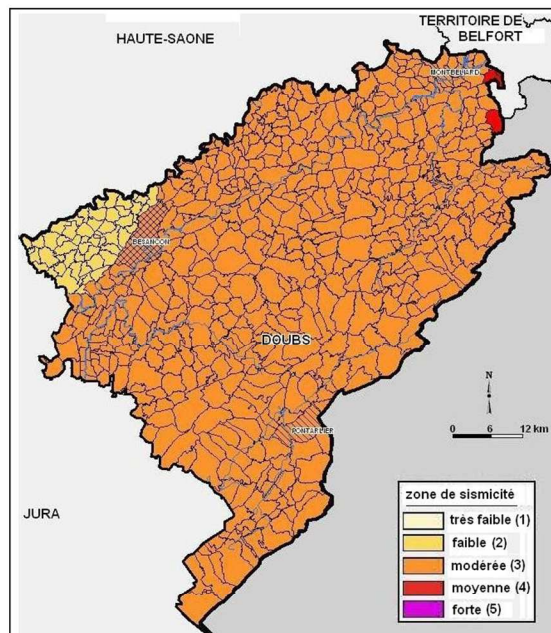 HAUTE-SAONE
TERRITOIRE DE
BELFORT
MONTBELIARD
BESANCON
DOUBS
PONTARLIER
N
0 6 12 km
JURA
zone de sismicité
très faible (1)
faible (2)
modérée (3)
moyenne (4)
forte (5)